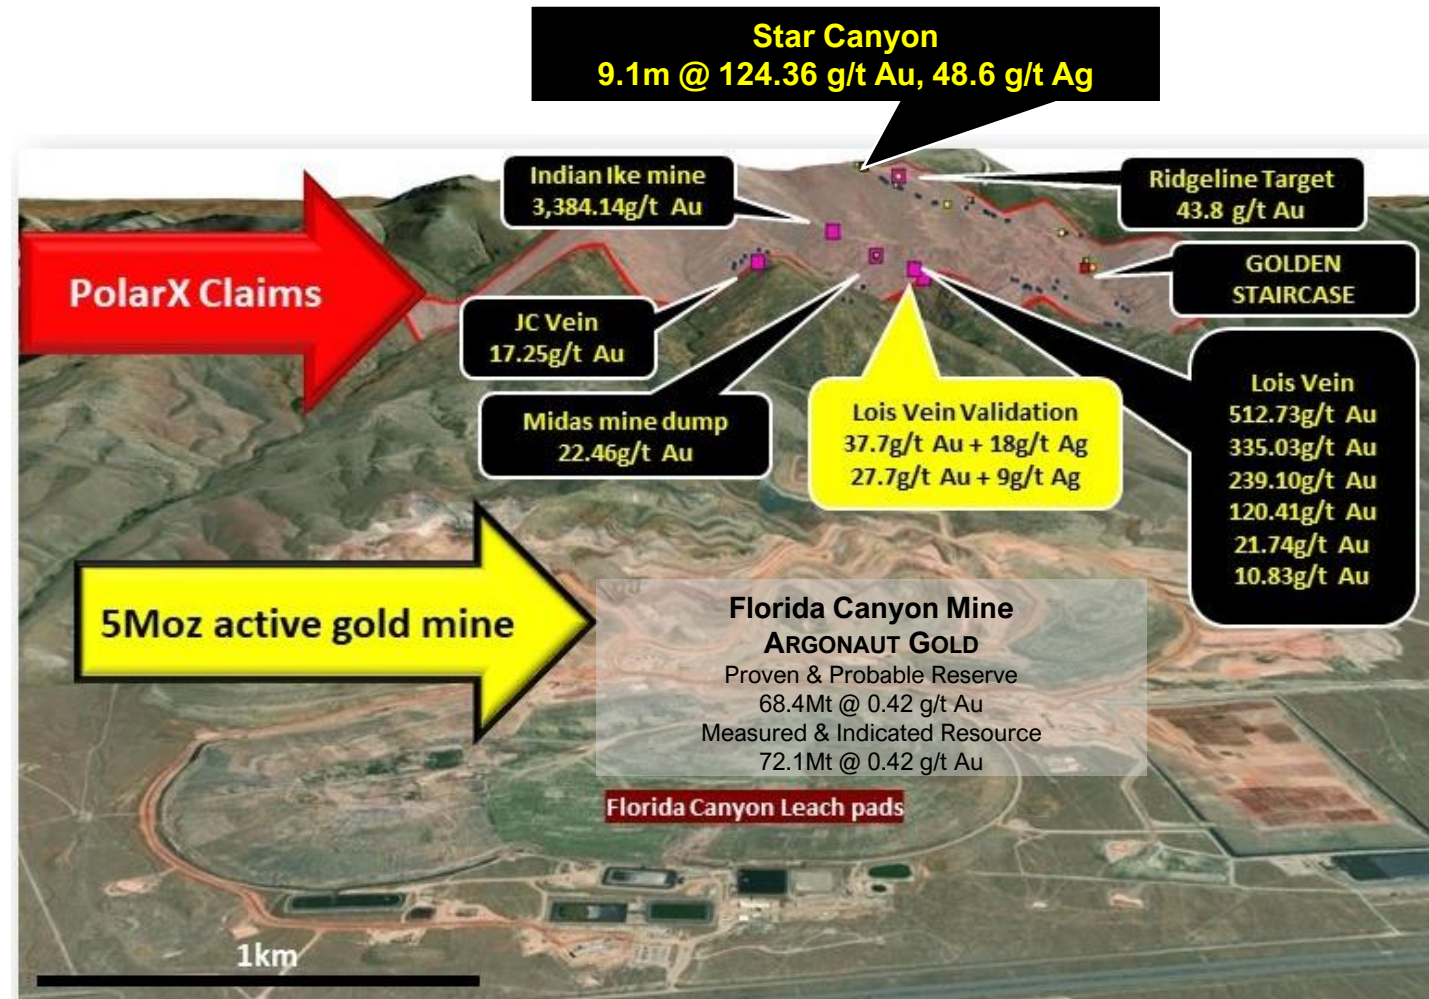 Star Canyon
9.1m @ 124.36 g/t Au, 48.6 g/t Ag
Indian Ike mine
3,384.14g/t Au
Ridgeline Target
43.8 g/t Au
PolarX Claims
GOLDEN
STAIRCASE
JC Vein
17.25g/t Au
Midas mine dump
22.46g/t Au
Lois Vein Validation
37.7g/t Au + 18g/t Ag
27.7g/t Au + 9g/t Ag
Lois Vein
512.73g/t Au
335.03g/t Au
239.10g/t Au
120.41g/t Au
21.74g/t Au
10.83g/t Au
5Moz active gold mine
Florida Canyon Mine
ARGONAUT GOLD
Proven & Probable Reserve
68.4Mt @ 0.42 g/t Au
Measured & Indicated Resource
72.1Mt @ 0.42 g/t Au
Florida Canyon Leach pads
1km